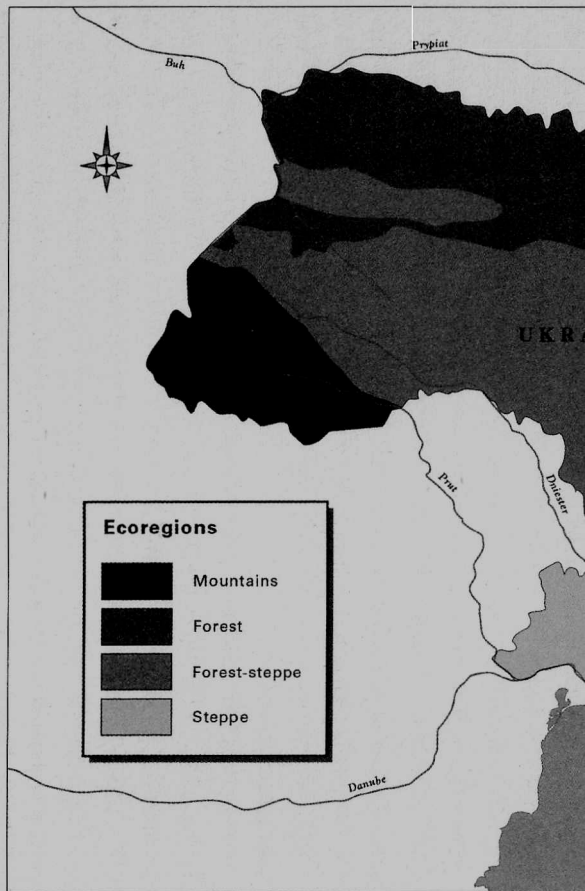 Prypiat
Buh
UKRA
Prut
Dniester
Ecoregions
Mountains
Forest
Forest-steppe
Steppe
Danube